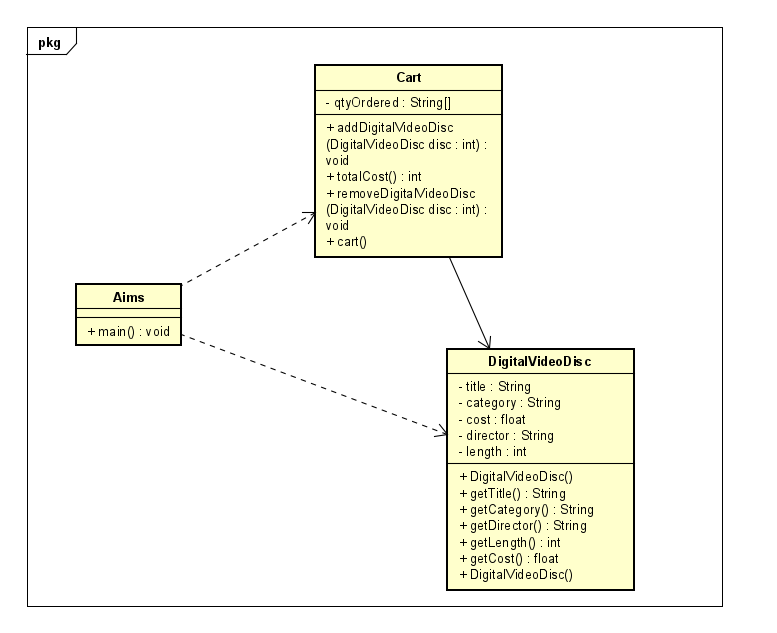 pkg
Cart
- qtyOrdered : String[]
+ addDigitalVideoDisc
(DigitalVideoDisc disc : int) :
void
+ totalCost() : int
+ removeDigitalVideoDisc
(DigitalVideoDisc disc : int) :
void
+ cart()
Aims
+ main() : void
DigitalVideoDisc
- title : String
- category : String
- cost : float
- director : String
- length : int
+ DigitalVideoDisc()
+ getTitle() : String
+ getCategory() : String
+ getDirector() : String
+ getLength() : int
+ getCost() : float
+ DigitalVideoDisc()